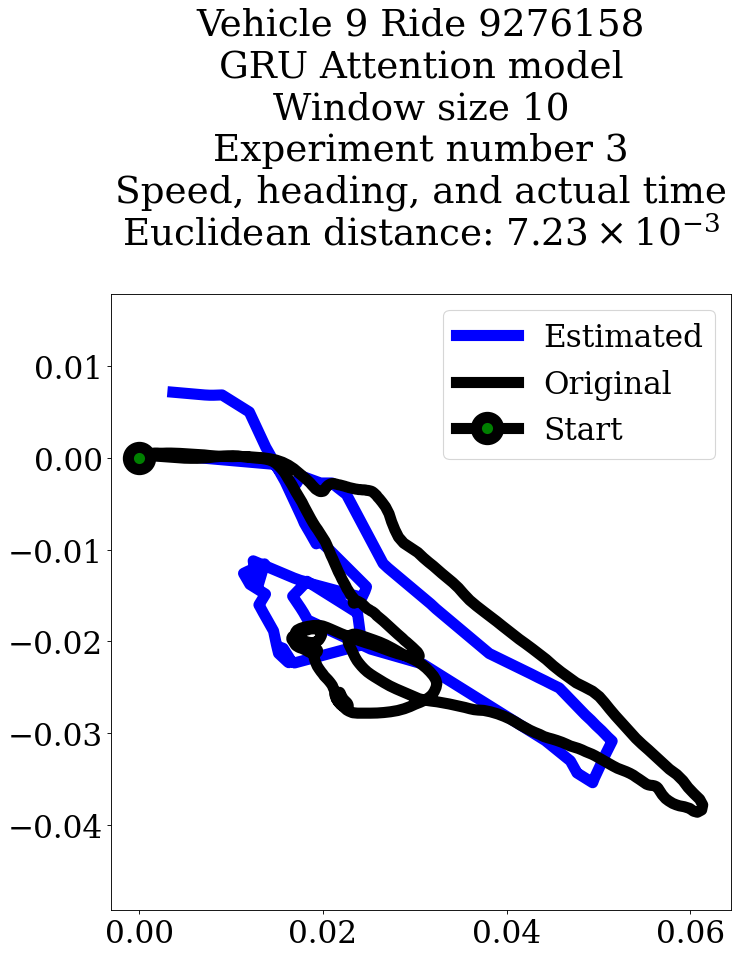 Vehicle 9 Ride 9276158
GRU Attention model
Window size 10
Experiment number 3
Speed, heading, and actual time
Euclidean distance: 7.23 × 10⁻³
Estimated
Original
Start
0.01
0.00
−0.01
−0.02
−0.03
−0.04
0.00 0.02 0.04 0.06